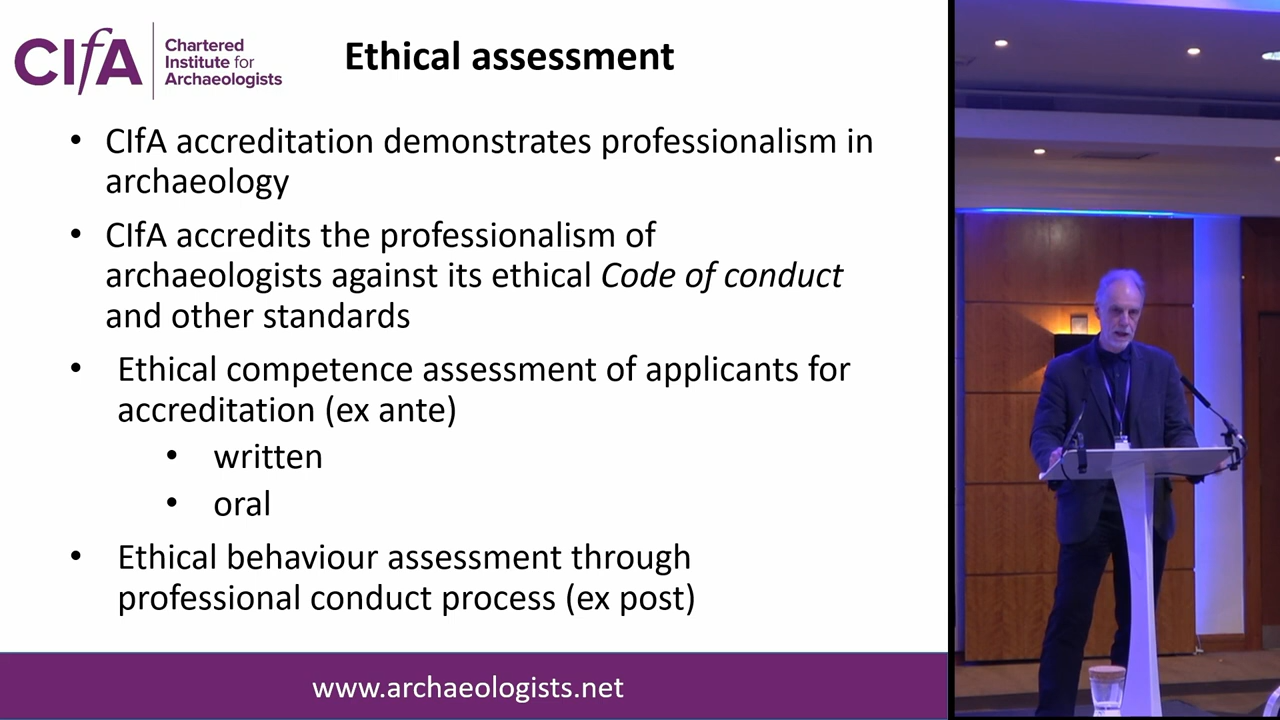 CIfA
Chartered
Institute for
Archaeologists
Ethical assessment
• CIfA accreditation demonstrates professionalism in
archaeology
• CIfA accredits the professionalism of
archaeologists against its ethical Code of conduct
and other standards
• Ethical competence assessment of applicants for
accreditation (ex ante)
• written
• oral
• Ethical behaviour assessment through
professional conduct process (ex post)
www.archaeologists.net